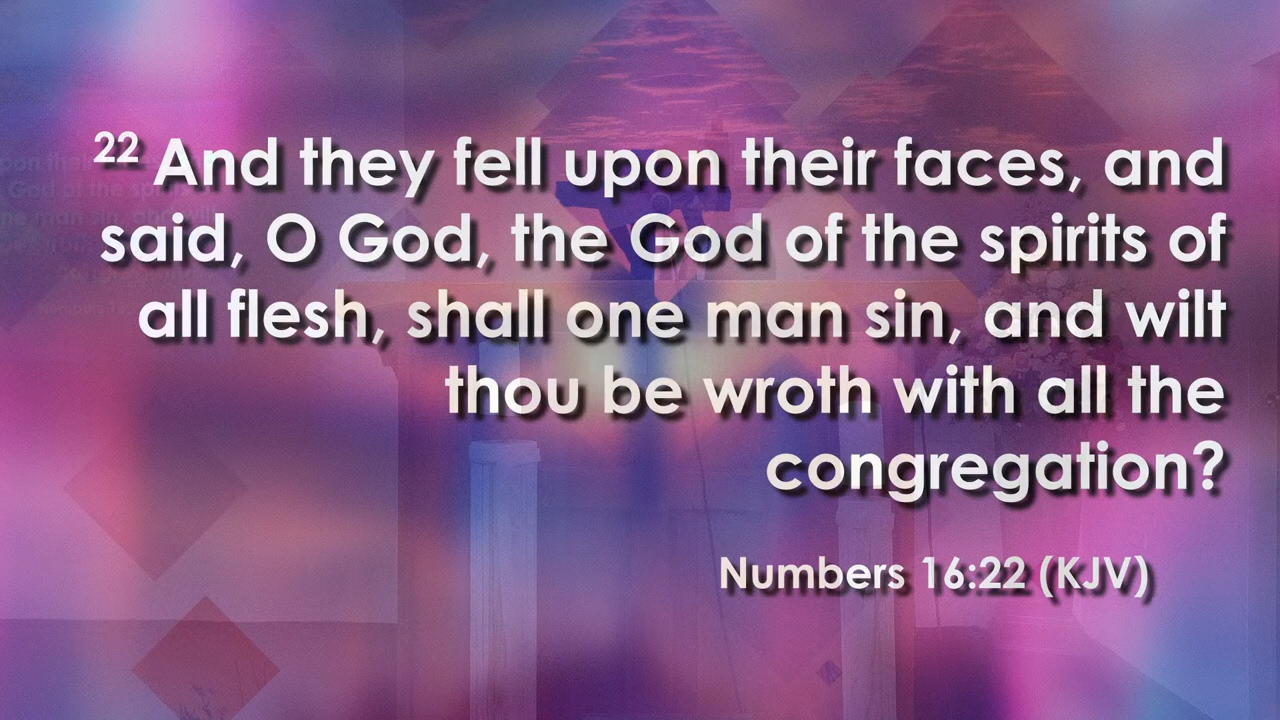 22 And they fell upon their faces, and
said, O God, the God of the spirits of
all flesh, shall one man sin, and wilt
thou be wroth with all the
congregation?
Numbers 16:22 (KJV)